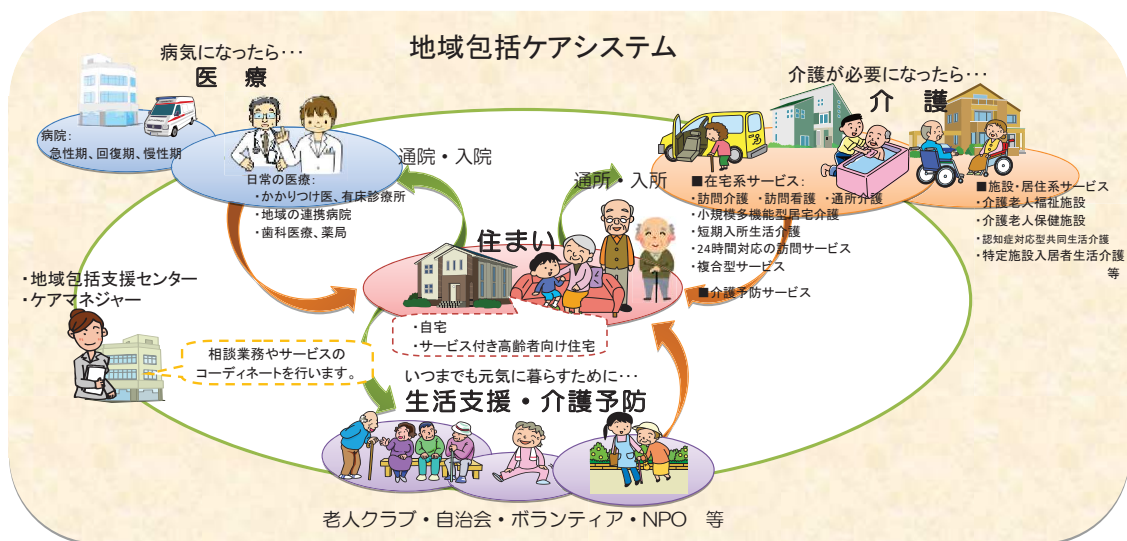 地域包括ケアシステム
病気になったら･･･
医　療
病院:
急性期、回復期、慢性期
日常の医療:
・かかりつけ医、有床診療所
・地域の連携病院
・歯科医療、薬局
通院・入院
介護が必要になったら･･･
介　護
通所・入所
■在宅系サービス:
・訪問介護 ・訪問看護 ・通所介護
・小規模多機能型居宅介護
・短期入所生活介護
・24時間対応の訪問サービス
・複合型サービス
■介護予防サービス
■施設・居住系サービス
・介護老人福祉施設
・介護老人保健施設
・認知症対応型共同生活介護
・特定施設入居者生活介護
等
住まい
・自宅
・サービス付き高齢者向け住宅
・地域包括支援センター
・ケアマネジャー
相談業務やサービスの
コーディネートを行います。
いつまでも元気に暮らすために･･･
生活支援・介護予防
老人クラブ・自治会・ボランティア・NPO　等